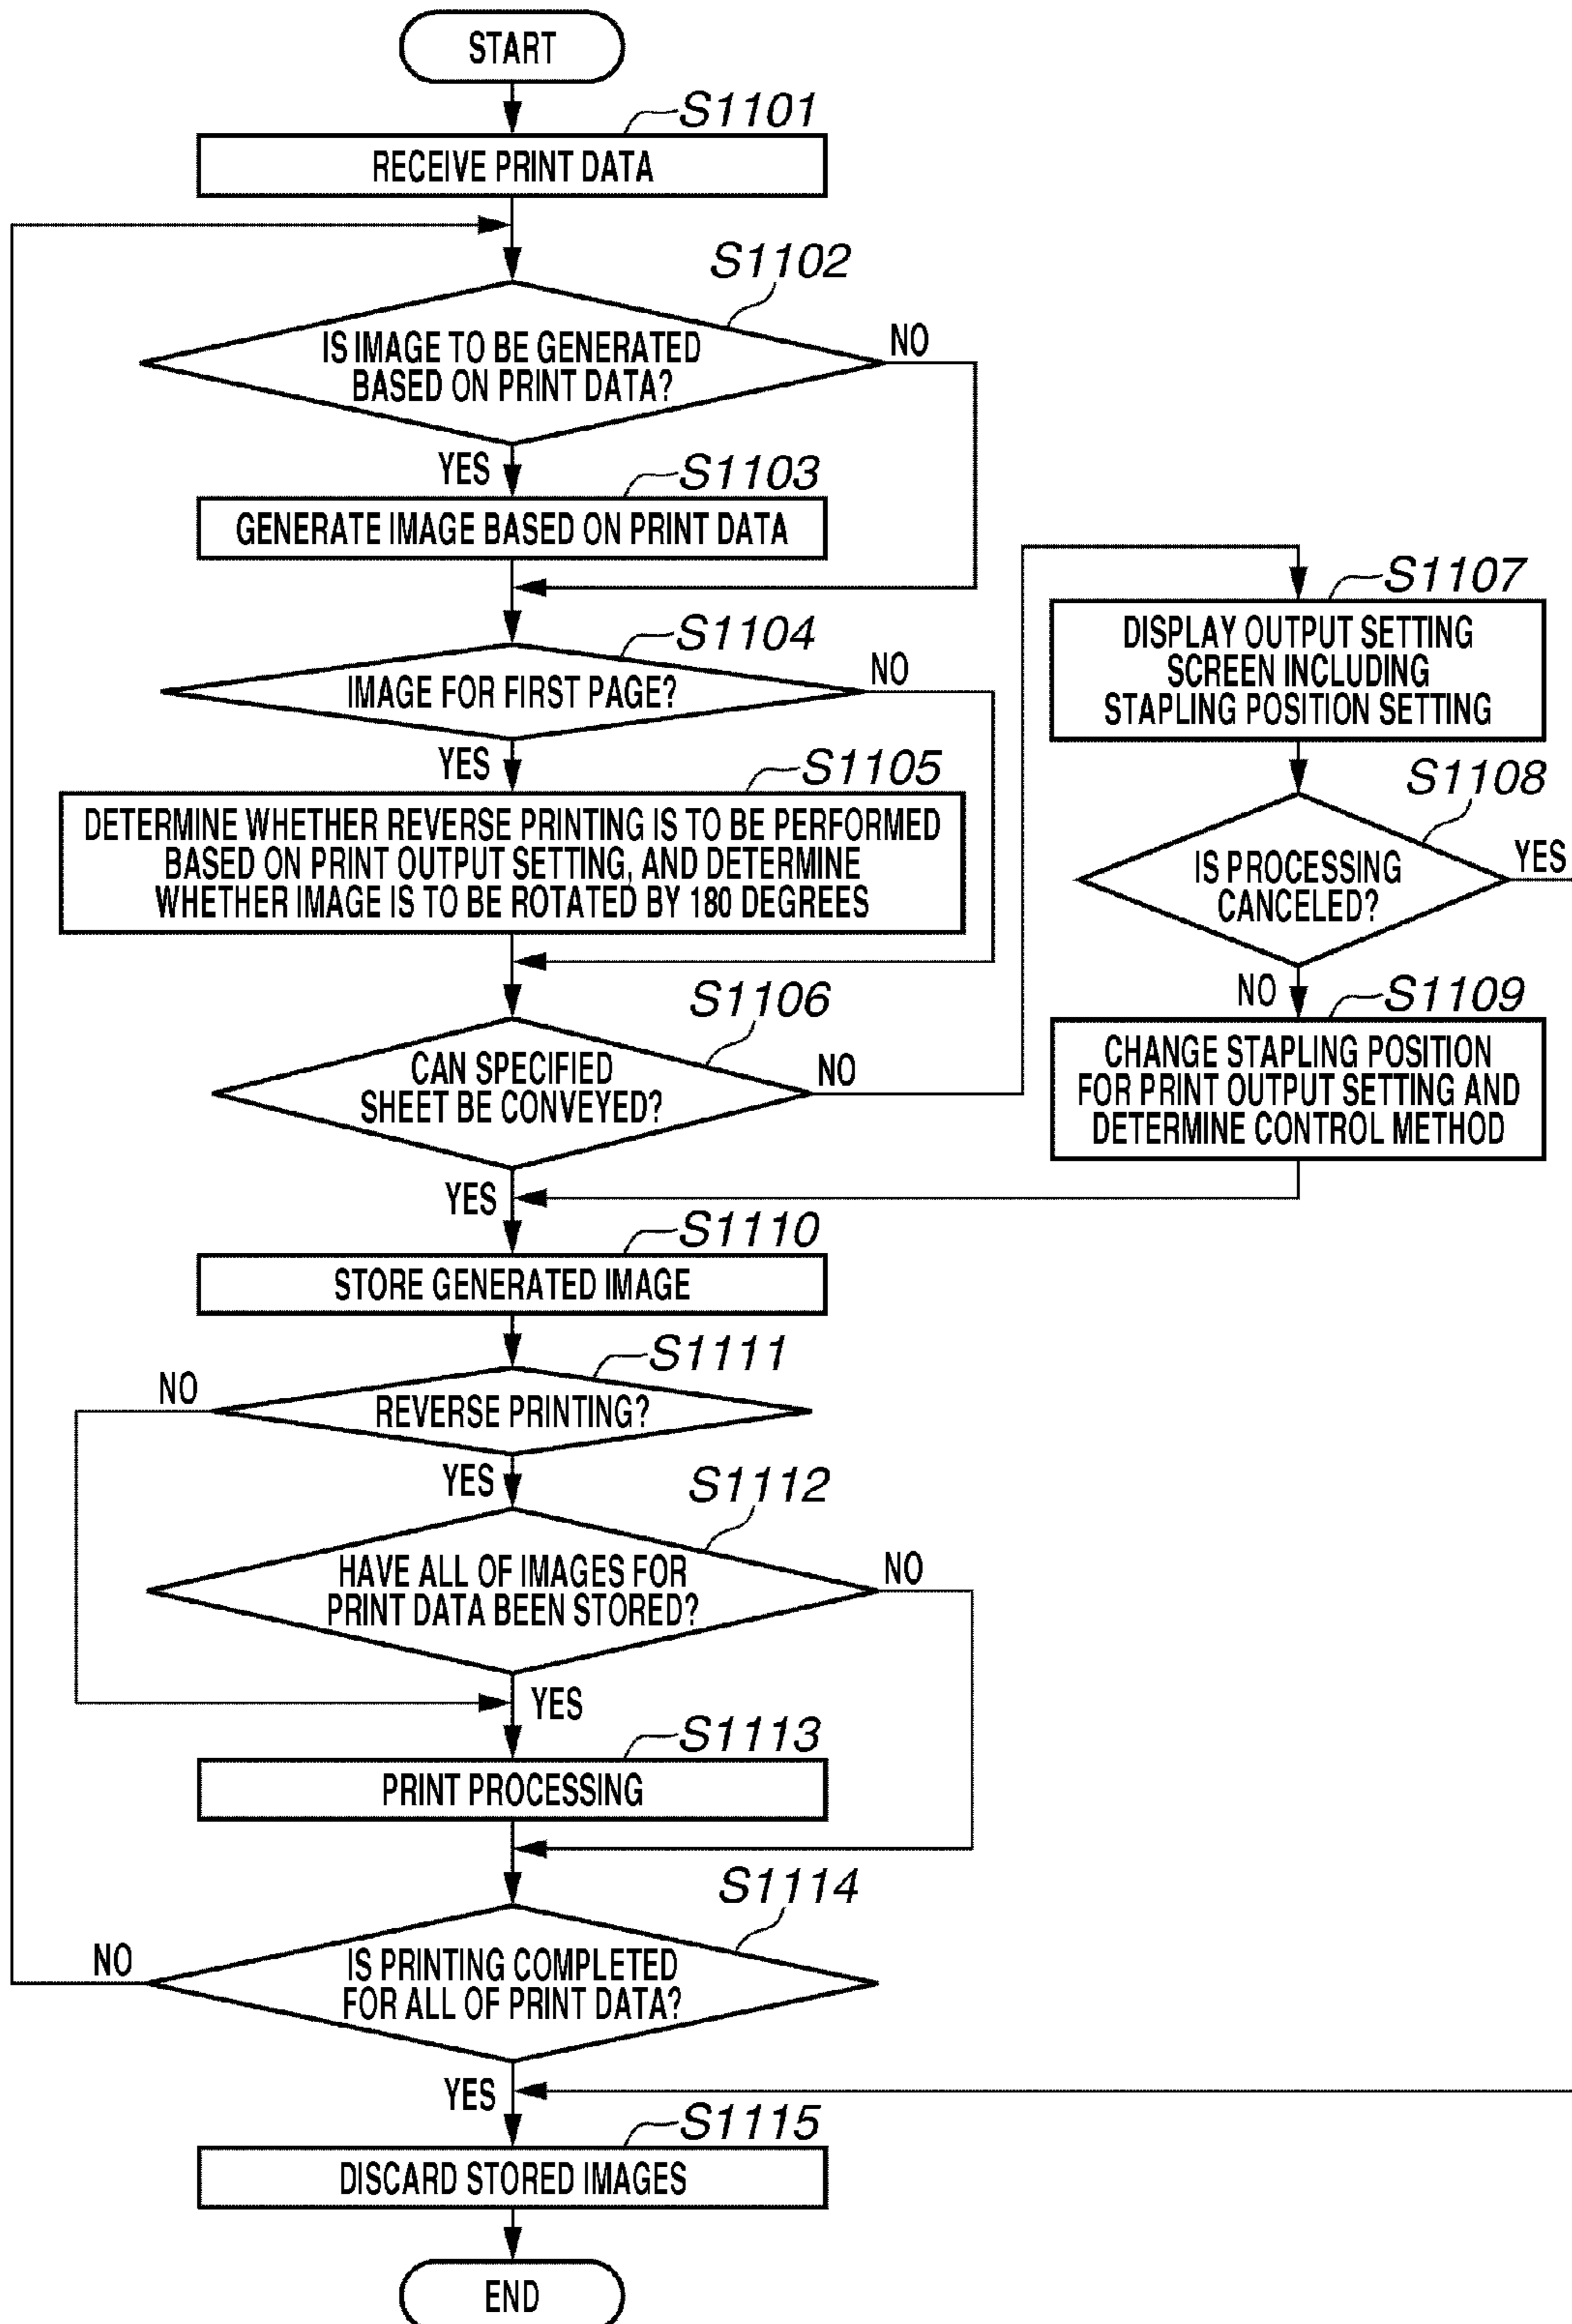 START
S1101
RECEIVE PRINT DATA
S1102
IS IMAGE TO BE GENERATED
BASED ON PRINT DATA?
NO
YES
S1103
GENERATE IMAGE BASED ON PRINT DATA
S1104
IMAGE FOR FIRST PAGE?
NO
YES
S1105
DETERMINE WHETHER REVERSE PRINTING IS TO BE PERFORMED
BASED ON PRINT OUTPUT SETTING, AND DETERMINE
WHETHER IMAGE IS TO BE ROTATED BY 180 DEGREES
S1106
CAN SPECIFIED
SHEET BE CONVEYED?
NO
YES
S1107
DISPLAY OUTPUT SETTING
SCREEN INCLUDING
STAPLING POSITION SETTING
S1108
IS PROCESSING
CANCELED?
YES
NO
S1109
CHANGE STAPLING POSITION
FOR PRINT OUTPUT SETTING AND
DETERMINE CONTROL METHOD
S1110
STORE GENERATED IMAGE
S1111
REVERSE PRINTING?
NO
YES
S1112
HAVE ALL OF IMAGES FOR
PRINT DATA BEEN STORED?
NO
YES
S1113
PRINT PROCESSING
S1114
IS PRINTING COMPLETED
FOR ALL OF PRINT DATA?
NO
YES
S1115
DISCARD STORED IMAGES
END